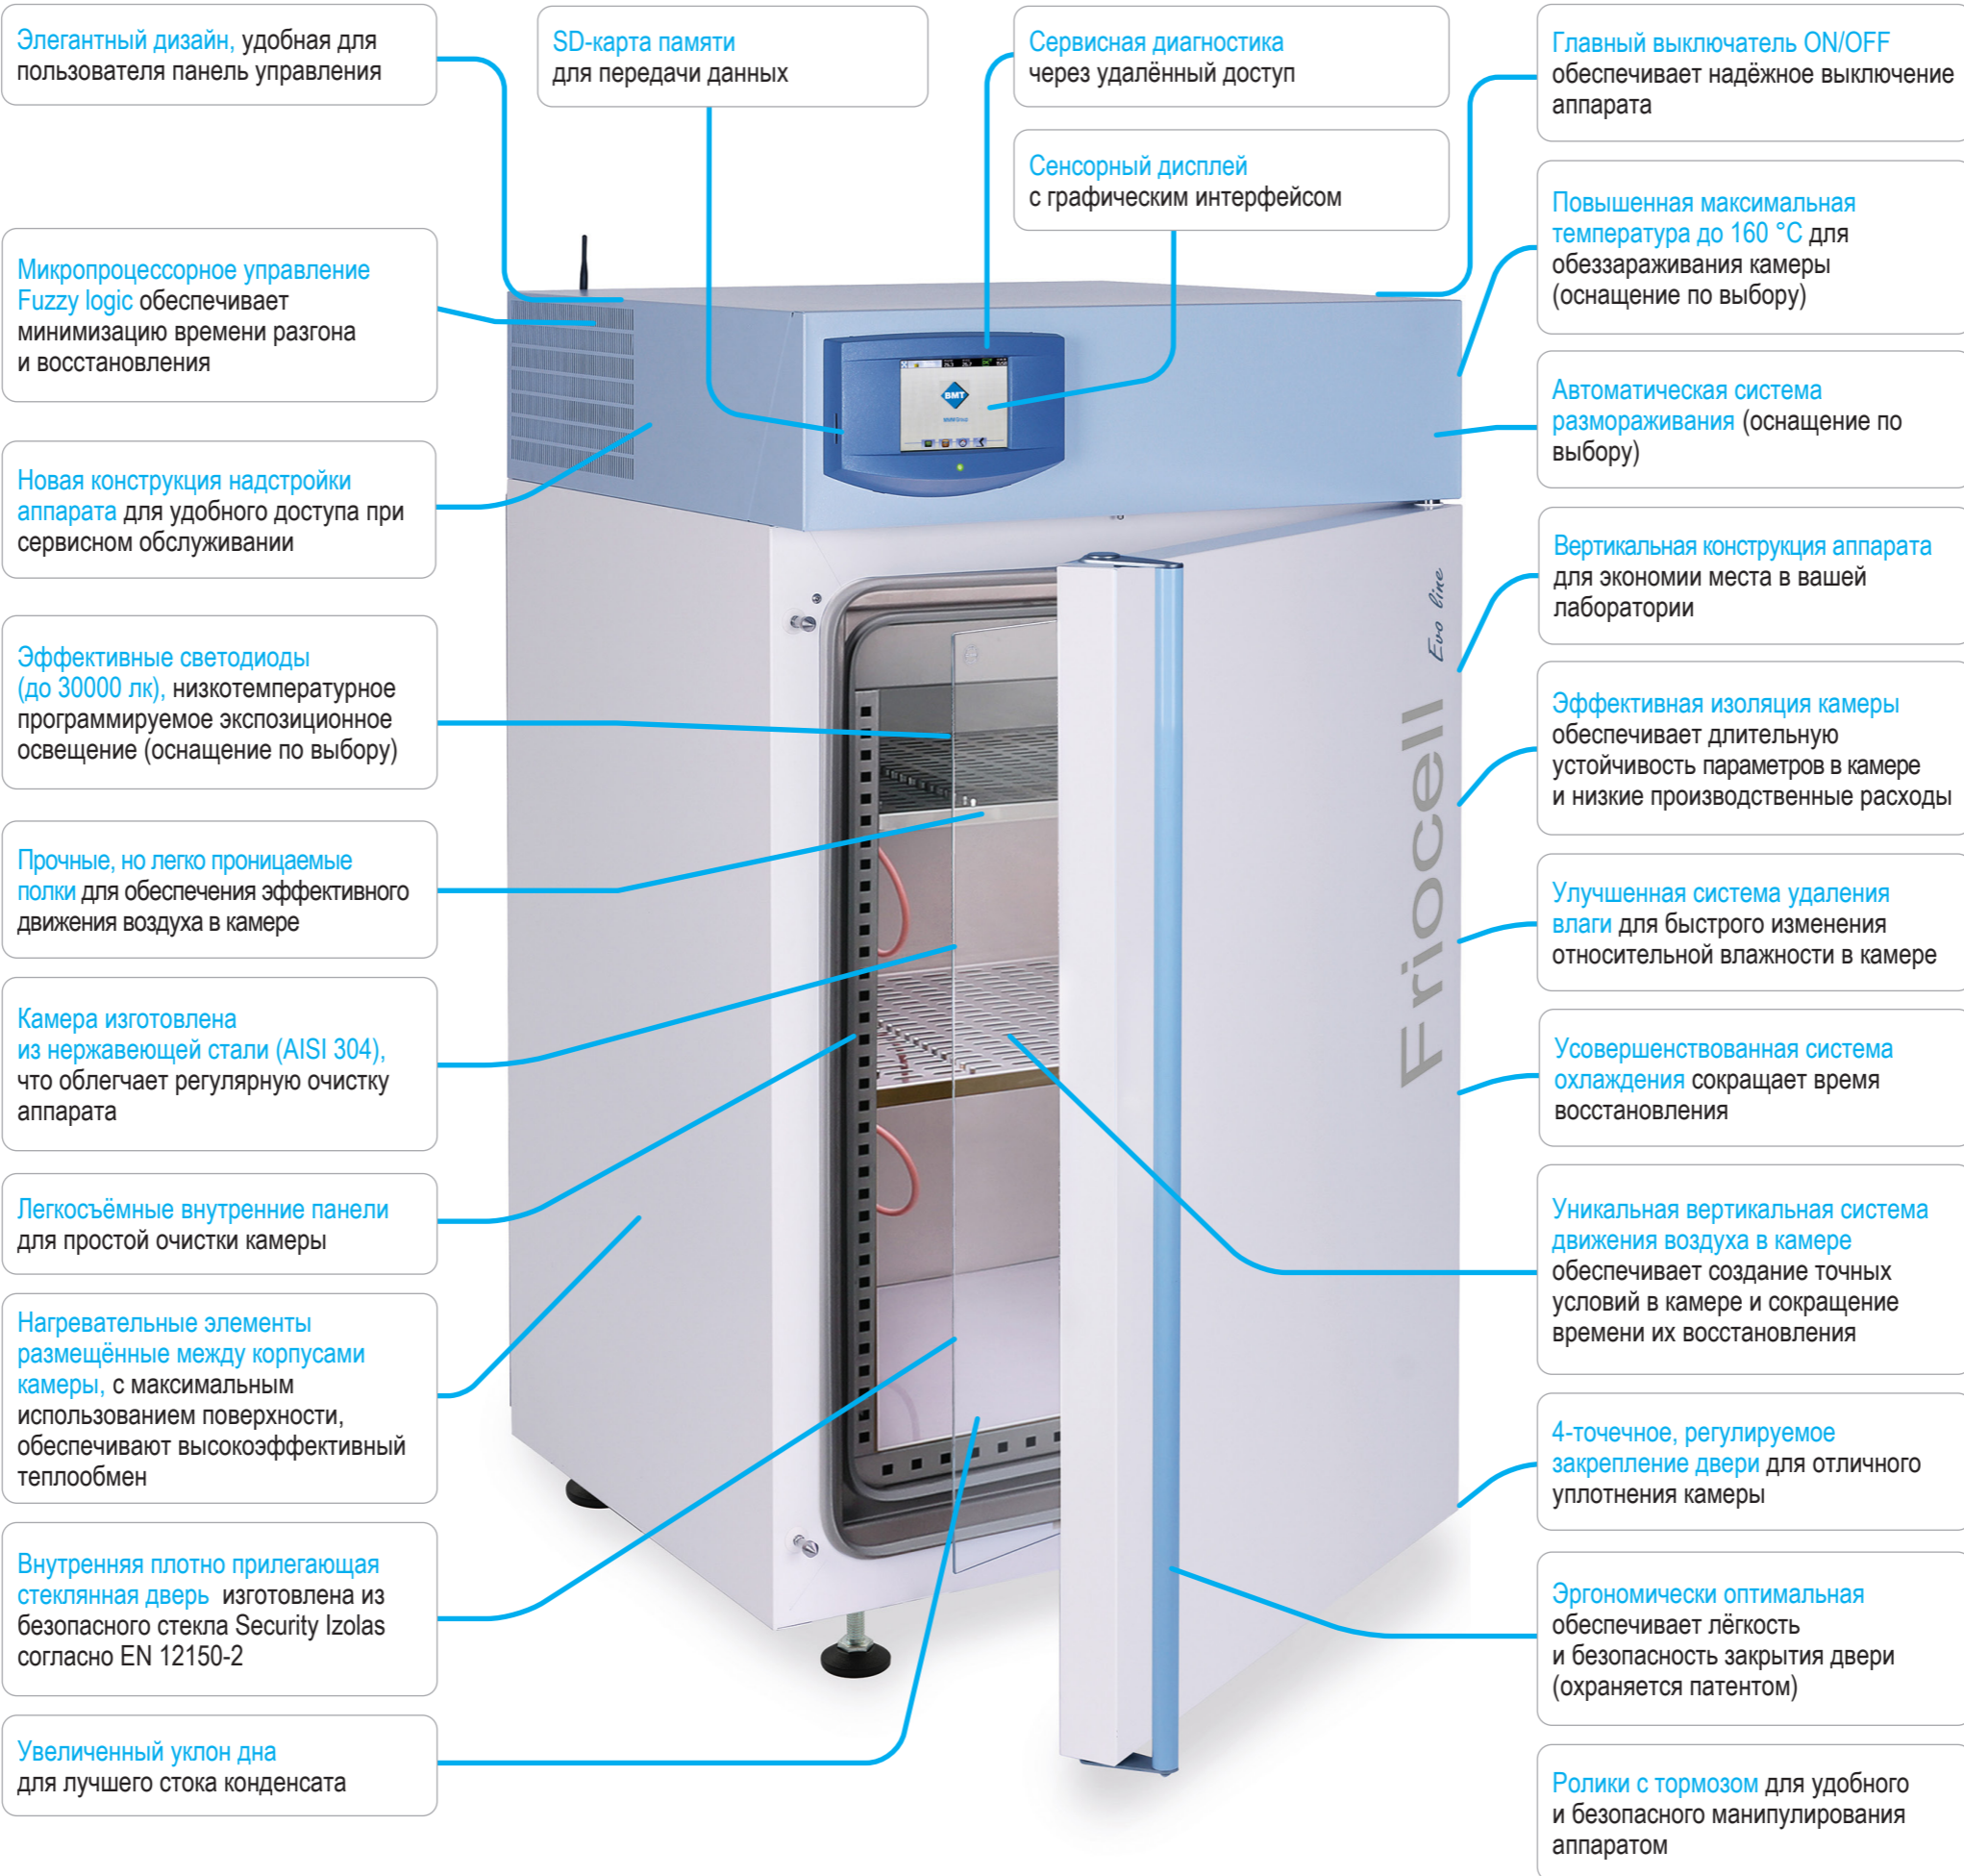 Элегантный дизайн, удобная для
пользователя панель управления
SD-карта памяти
для передачи данных
Сервисная диагностика
через удалённый доступ
Сенсорный дисплей
с графическим интерфейсом
Главный выключатель ON/OFF
обеспечивает надёжное выключение
аппарата
Микропроцессорное управление
Fuzzy logic обеспечивает
минимизацию времени разгона
и восстановления
Новая конструкция надстройки
аппарата для удобного доступа при
сервисном обслуживании
Эффективные светодиоды
(до 30000 лк), низкотемпературное
программируемое экспозиционное
освещение (оснащение по выбору)
Прочные, но легко проницаемые
полки для обеспечения эффективного
движения воздуха в камере
Камера изготовлена
из нержавеющей стали (AISI 304),
что облегчает регулярную очистку
аппарата
Легкосъёмные внутренние панели
для простой очистки камеры
Нагревательные элементы
размещённые между корпусами
камеры, с максимальным
использованием поверхности,
обеспечивают высокоэффективный
теплообмен
Внутренняя плотно прилегающая
стеклянная дверь изготовлена из
безопасного стекла Security Izolas
согласно EN 12150-2
Увеличенный уклон дна
для лучшего стока конденсата
BMT
MMM Group
Evo line
Friocell
Повышенная максимальная
температура до 160 °C для
обеззараживания камеры
(оснащение по выбору)
Автоматическая система
размораживания (оснащение по
выбору)
Вертикальная конструкция аппарата
для экономии места в вашей
лаборатории
Эффективная изоляция камеры
обеспечивает длительную
устойчивость параметров в камере
и низкие производственные расходы
Улучшенная система удаления
влаги для быстрого изменения
относительной влажности в камере
Усовершенствованная система
охлаждения сокращает время
восстановления
Уникальная вертикальная система
движения воздуха в камере
обеспечивает создание точных
условий в камере и сокращение
времени их восстановления
4-точечное, регулируемое
закрепление двери для отличного
уплотнения камеры
Эргономически оптимальная
обеспечивает лёгкость
и безопасность закрытия двери
(охраняется патентом)
Ролики с тормозом для удобного
и безопасного манипулирования
аппаратом